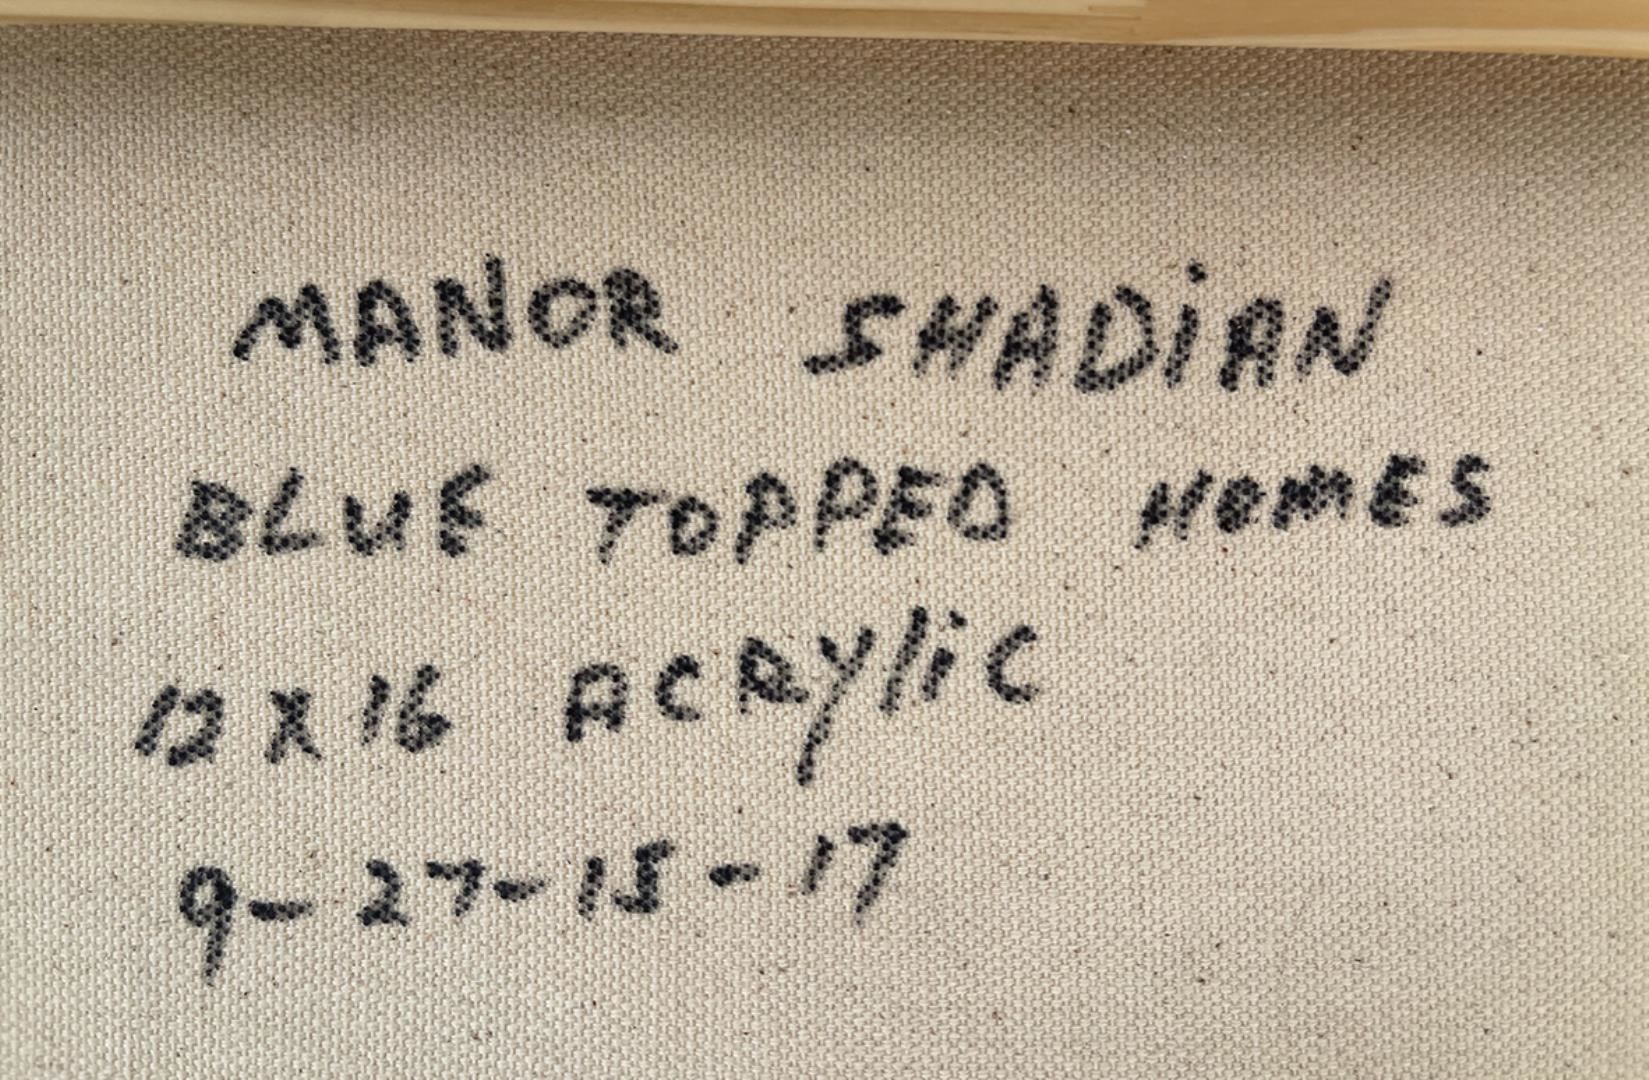 MANOR SHADiAN
BLUE TOPPED HOMES
12 X 16 ACRYliC
9-27-15-17